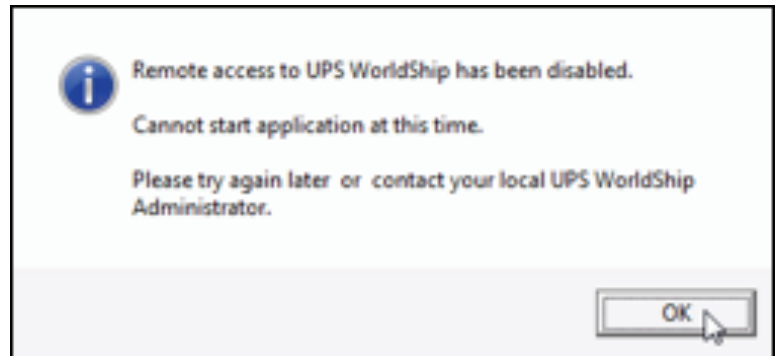 Remote access to UPS WorldShip has been disabled.
Cannot start application at this time.
Please try again later or contact your local UPS WorldShip
Administrator.
OK